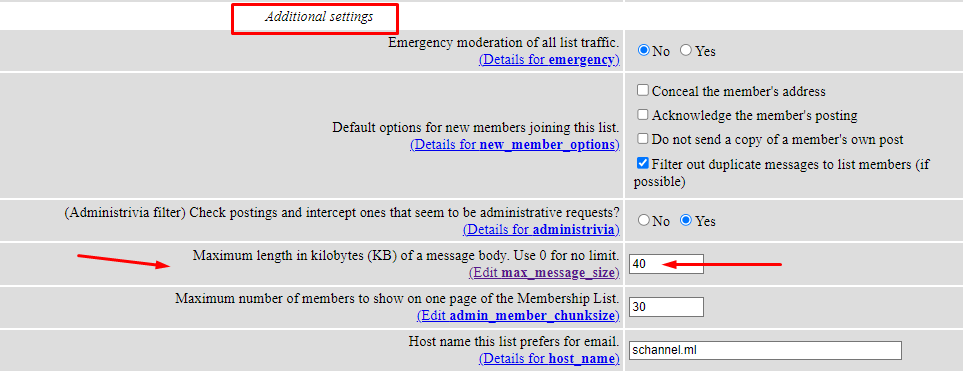 Additional settings
Emergency moderation of all list traffic.
(Details for emergency)
No Yes
Default options for new members joining this list.
(Details for new_member_options)
Conceal the member's address
Acknowledge the member's posting
Do not send a copy of a member's own post
Filter out duplicate messages to list members (if
possible)
(Administrivia filter) Check postings and intercept ones that seem to be administrative requests?
(Details for administrivia)
No Yes
Maximum length in kilobytes (KB) of a message body. Use 0 for no limit.
(Edit max_message_size)
40
Maximum number of members to show on one page of the Membership List.
(Edit admin_member_chunksize)
30
Host name this list prefers for email.
(Details for host_name)
schannel.ml